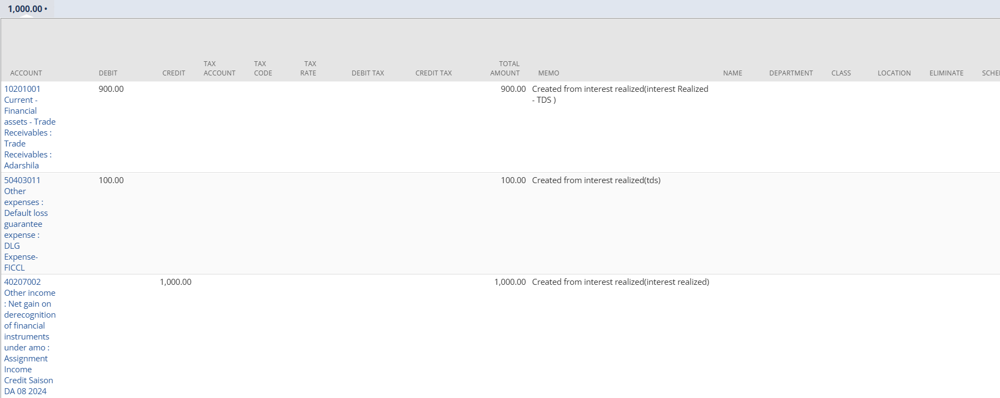 1,000.00 •
ACCOUNT DEBIT CREDIT TAX ACCOUNT TAX CODE TAX RATE DEBIT TAX CREDIT TAX TOTAL AMOUNT MEMO NAME DEPARTMENT CLASS LOCATION ELIMINATE SCHE
10201001 900.00 900.00 Created from interest realized(interest Realized
Current - - TDS )
Financial
assets - Trade
Receivables :
Trade
Receivables :
Adarshila
50403011 100.00 100.00 Created from interest realized(tds)
Other
expenses :
Default loss
guarantee
expense :
DLG
Expense-
FICCL
40207002 1,000.00 1,000.00 Created from interest realized(interest realized)
Other income
: Net gain on
derecognition
of financial
instruments
under amo :
Assignment
Income
Credit Saison
DA 08 2024